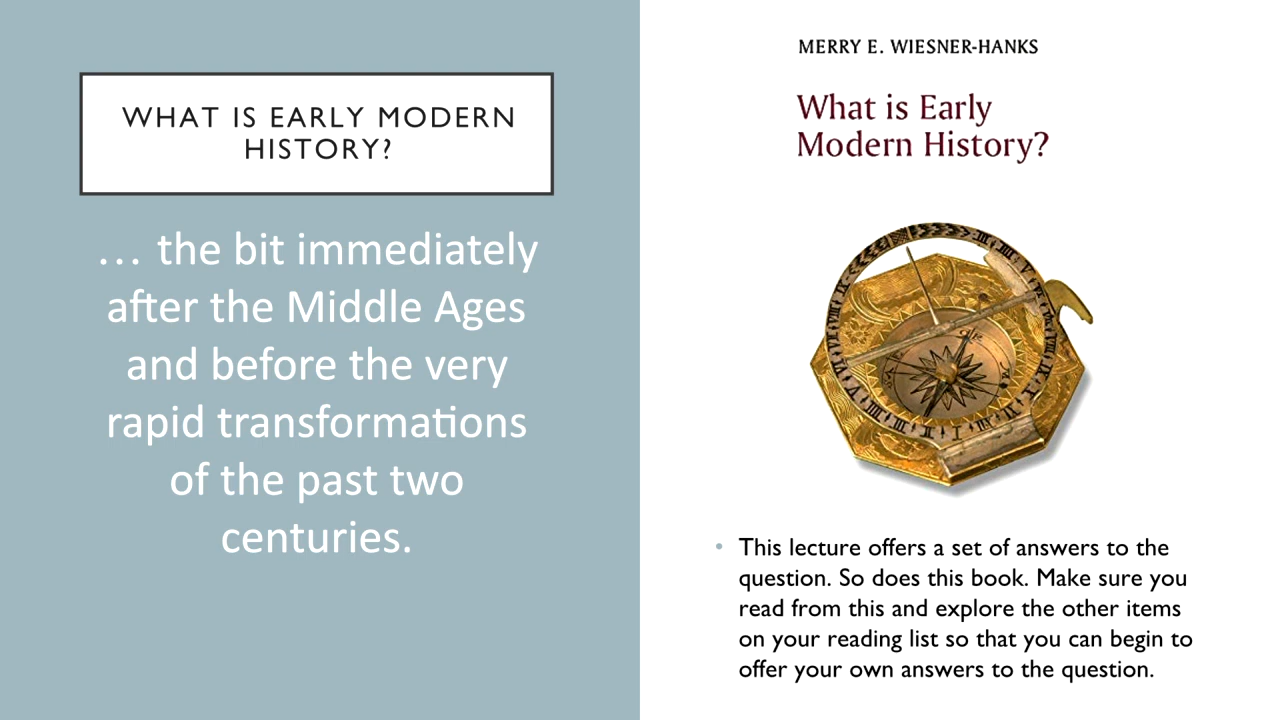 WHAT IS EARLY MODERN
HISTORY?
… the bit immediately
after the Middle Ages
and before the very
rapid transformations
of the past two
centuries.
MERRY E. WIESNER-HANKS
What is Early
Modern History?
• This lecture offers a set of answers to the
question. So does this book. Make sure you
read from this and explore the other items
on your reading list so that you can begin to
offer your own answers to the question.